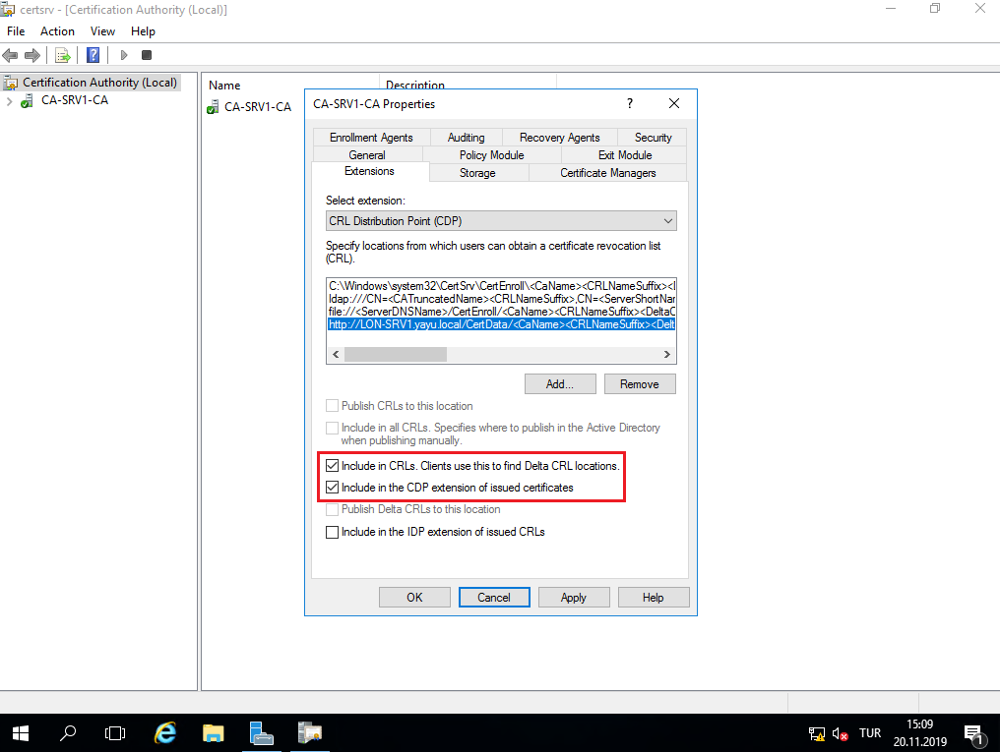 certsrv - [Certification Authority (Local)]
File Action View Help
Certification Authority (Local)
CA-SRV1-CA
Name Description
CA-SRV1-CA
CA-SRV1-CA Properties
?
Enrollment Agents Auditing Recovery Agents Security
General Policy Module Exit Module
Extensions Storage Certificate Managers
Select extension:
CRL Distribution Point (CDP)
Specify locations from which users can obtain a certificate revocation list
(CRL).
C:\Windows\system32\CertSrv\CertEnroll\<CaName><CRLNameSuffix><
ldap:///CN=<CATruncatedName><CRLNameSuffix>,CN=<ServerShortNar
file://<ServerDNSName>/CertEnroll/<CaName><CRLNameSuffix><DeltaC
http://LON-SRV1.yayu.local/CertData/<CaName><CRLNameSuffix><Delt
Add... Remove
Publish CRLs to this location
Include in all CRLs. Specifies where to publish in the Active Directory
when publishing manually.
Include in CRLs. Clients use this to find Delta CRL locations.
Include in the CDP extension of issued certificates
Publish Delta CRLs to this location
Include in the IDP extension of issued CRLs
OK Cancel Apply Help
TUR
15:09
20.11.2019
1